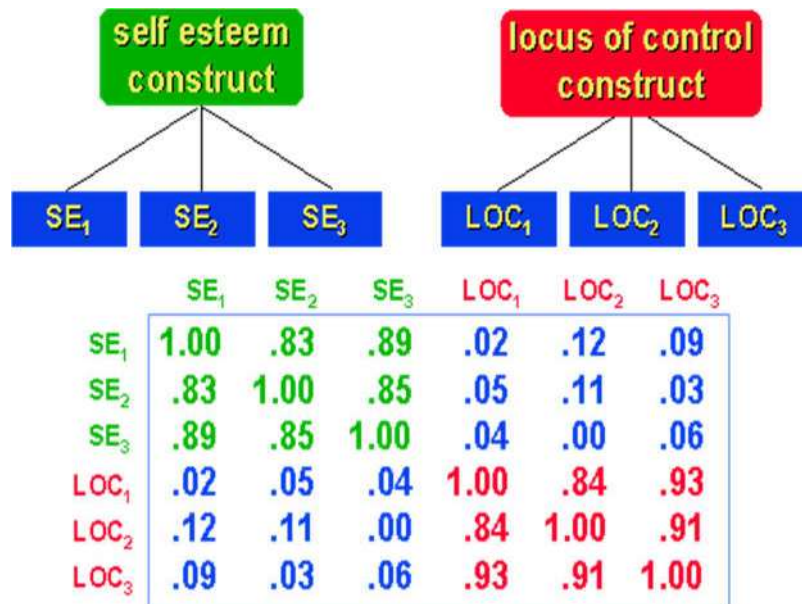 self esteem
construct
locus of control
construct
SE₁ SE₂ SE₃ LOC₁ LOC₂ LOC₃
SE₁ SE₂ SE₃ LOC₁ LOC₂ LOC₃
SE₁ 1.00 .83 .89 .02 .12 .09
SE₂ .83 1.00 .85 .05 .11 .03
SE₃ .89 .85 1.00 .04 .00 .06
LOC₁ .02 .05 .04 1.00 .84 .93
LOC₂ .12 .11 .00 .84 1.00 .91
LOC₃ .09 .03 .06 .93 .91 1.00